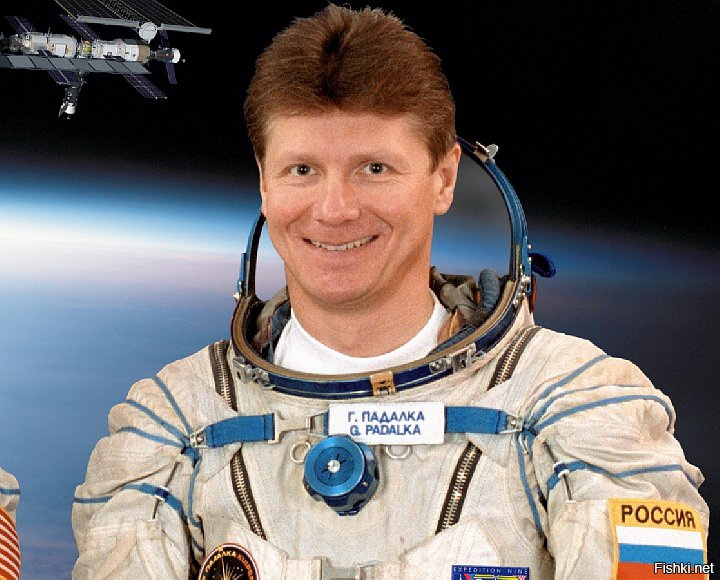 Г. ПАДАЛКА
G. PADALKA
РОССИЯ
EXPEDITION NINE
Fishki.net